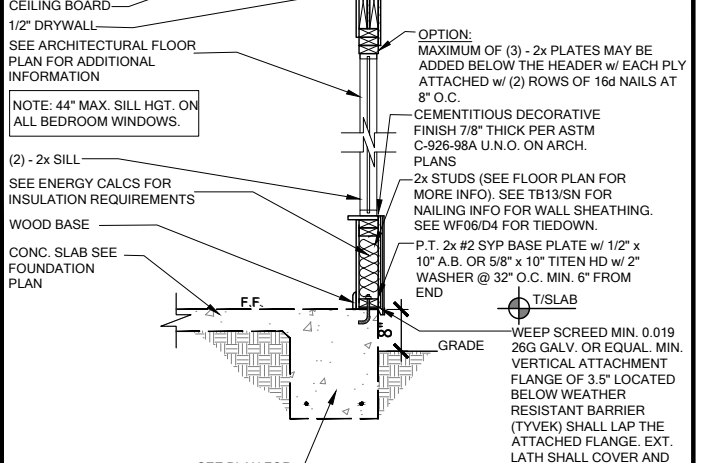 CEILING BOARD
1/2" DRYWALL
SEE ARCHITECTURAL FLOOR
PLAN FOR ADDITIONAL
INFORMATION
NOTE: 44" MAX. SILL HGT. ON
ALL BEDROOM WINDOWS.
(2) - 2x SILL
SEE ENERGY CALCS FOR
INSULATION REQUIREMENTS
WOOD BASE
CONC. SLAB SEE
FOUNDATION
PLAN
F.F.
OPTION:
MAXIMUM OF (3) - 2x PLATES MAY BE
ADDED BELOW THE HEADER w/ EACH PLY
ATTACHED w/ (2) ROWS OF 16d NAILS AT
8" O.C.
CEMENTITIOUS DECORATIVE
FINISH 7/8" THICK PER ASTM
C-926-98A U.N.O. ON ARCH.
PLANS
2x STUDS (SEE FLOOR PLAN FOR
MORE INFO). SEE TB13/SN FOR
NAILING INFO FOR WALL SHEATHING.
SEE WF06/D4 FOR TIEDOWN.
P.T. 2x #2 SYP BASE PLATE w/ 1/2" x
10" A.B. OR 5/8" x 10" TITEN HD w/ 2"
WASHER @ 32" O.C. MIN. 6" FROM
END
T/SLAB
8"
GRADE
WEEP SCREED MIN. 0.019
26G GALV. OR EQUAL. MIN.
VERTICAL ATTACHMENT
FLANGE OF 3.5" LOCATED
BELOW WEATHER
RESISTANT BARRIER
(TYVEK) SHALL LAP THE
ATTACHED FLANGE. EXT.
LATH SHALL COVER AND